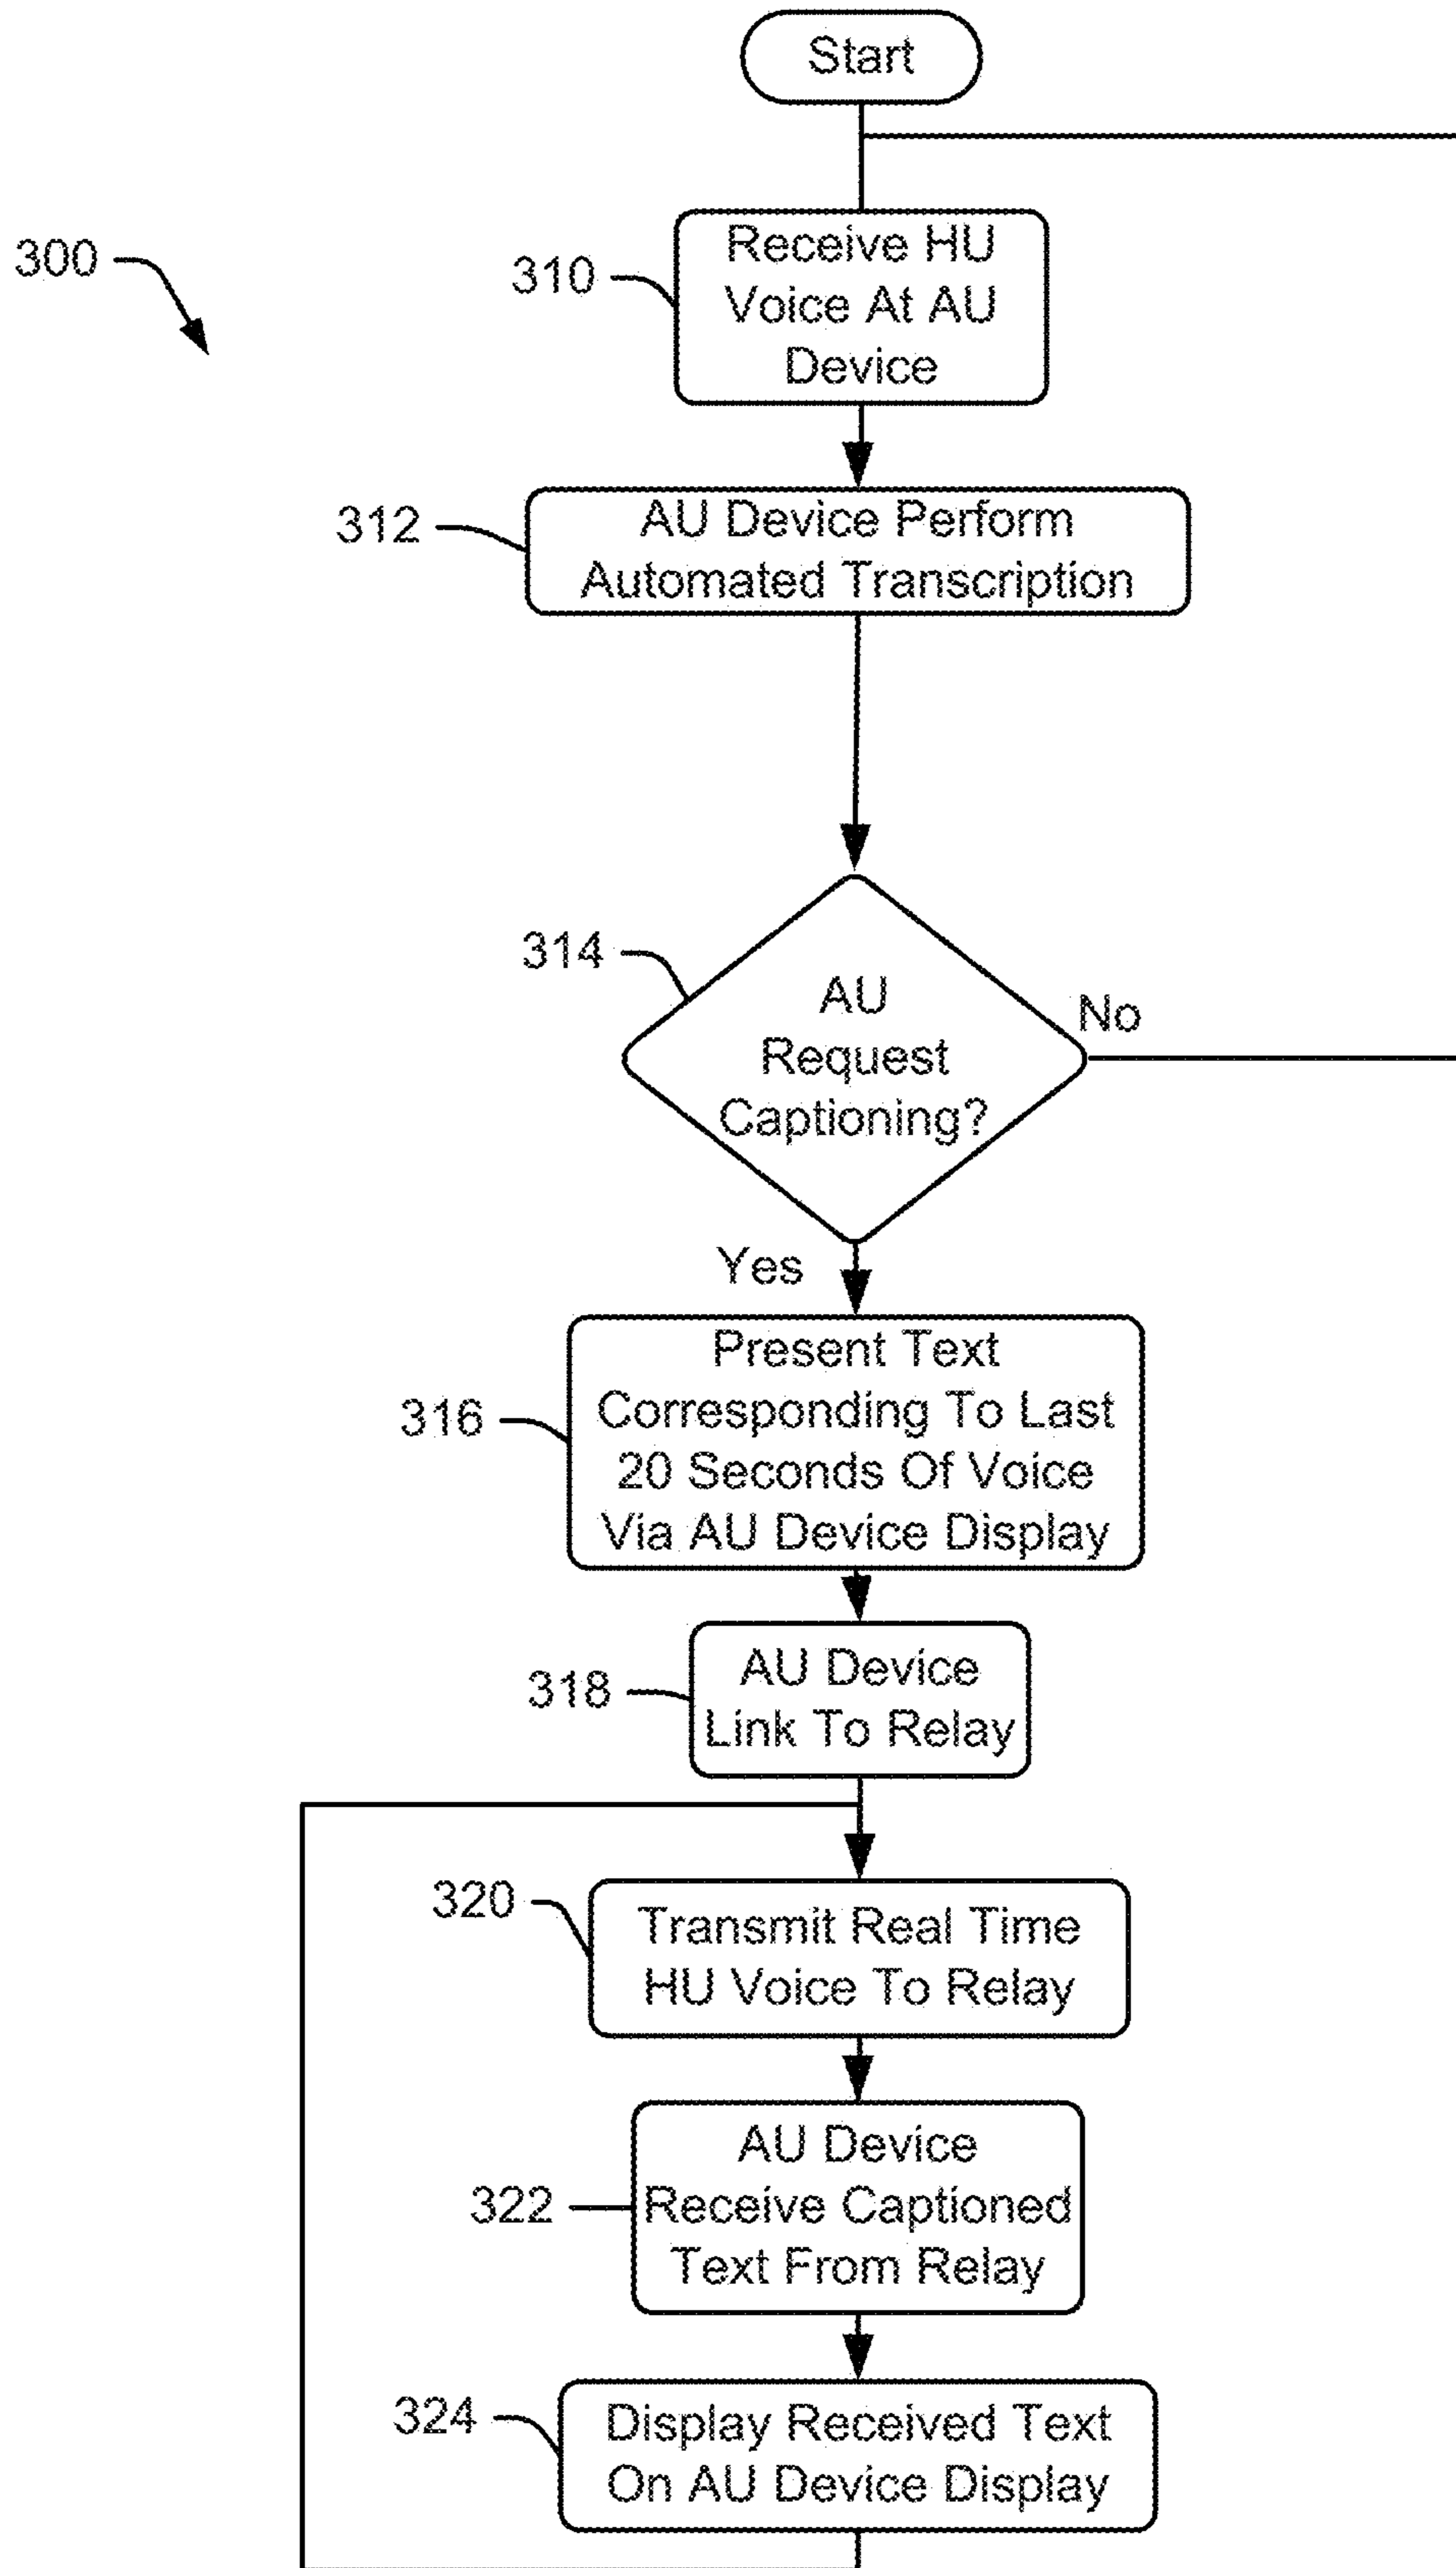 Start
300
310
Receive HU
Voice At AU
Device
312
AU Device Perform
Automated Transcription
314
AU
Request
Captioning?
No
Yes
316
Present Text
Corresponding To Last
20 Seconds Of Voice
Via AU Device Display
318
AU Device
Link To Relay
320
Transmit Real Time
HU Voice To Relay
322
AU Device
Receive Captioned
Text From Relay
324
Display Received Text
On AU Device Display